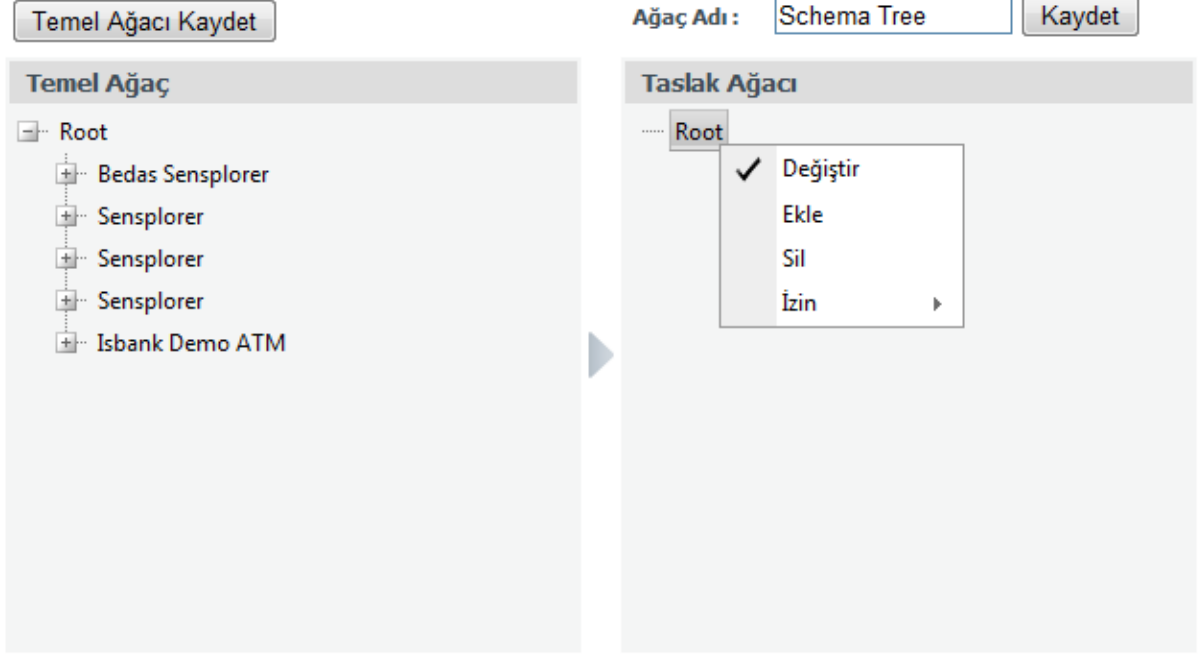 Temel Ağacı Kaydet
Ağaç Adı : Schema Tree Kaydet
Temel Ağaç
Root
Bedas Sensplorer
Sensplorer
Sensplorer
Sensplorer
Isbank Demo ATM
Taslak Ağacı
Root
Değiştir
Ekle
Sil
İzin